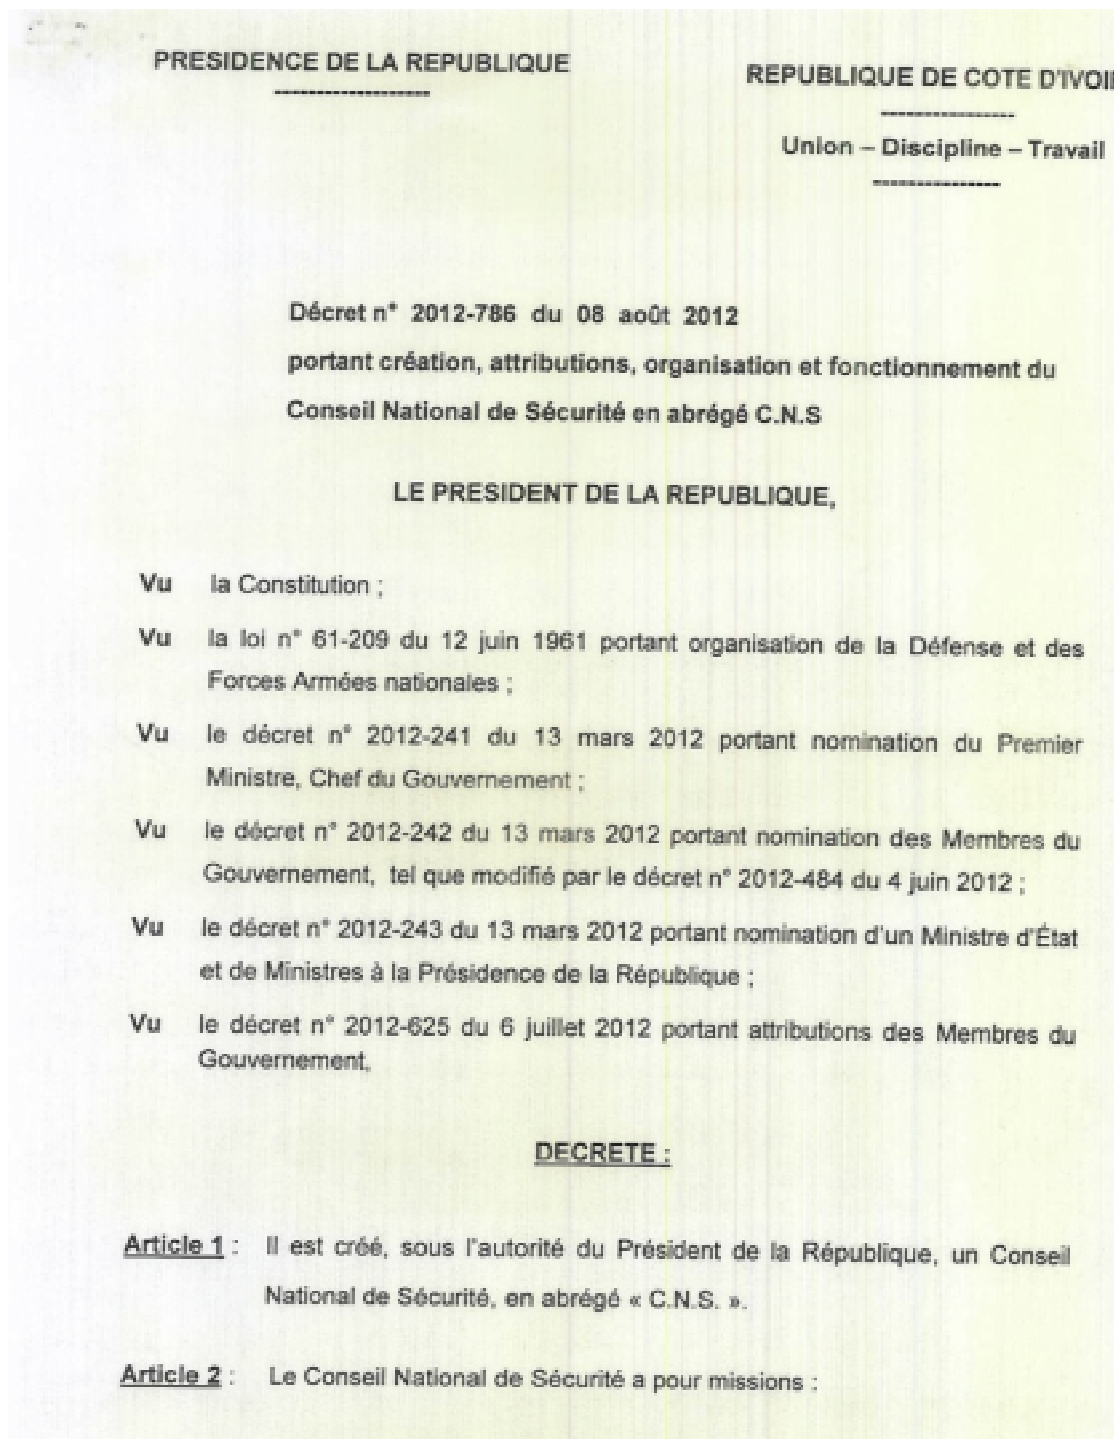 PRESIDENCE DE LA REPUBLIQUE
-------------------
REPUBLIQUE DE COTE D'IVOI
----------------
Union – Discipline – Travail
----------------
Décret n° 2012-786 du 08 août 2012
portant création, attributions, organisation et fonctionnement du
Conseil National de Sécurité en abrégé C.N.S
LE PRESIDENT DE LA REPUBLIQUE,
Vu la Constitution ;
Vu la loi n° 61-209 du 12 juin 1961 portant organisation de la Défense et des
Forces Armées nationales ;
Vu le décret n° 2012-241 du 13 mars 2012 portant nomination du Premier
Ministre, Chef du Gouvernement ;
Vu le décret n° 2012-242 du 13 mars 2012 portant nomination des Membres du
Gouvernement, tel que modifié par le décret n° 2012-484 du 4 juin 2012 ;
Vu le décret n° 2012-243 du 13 mars 2012 portant nomination d'un Ministre d'État
et de Ministres à la Présidence de la République ;
Vu le décret n° 2012-625 du 6 juillet 2012 portant attributions des Membres du
Gouvernement,
DECRETE :
Article 1 : Il est créé, sous l'autorité du Président de la République, un Conseil
National de Sécurité, en abrégé « C.N.S. ».
Article 2 : Le Conseil National de Sécurité a pour missions :